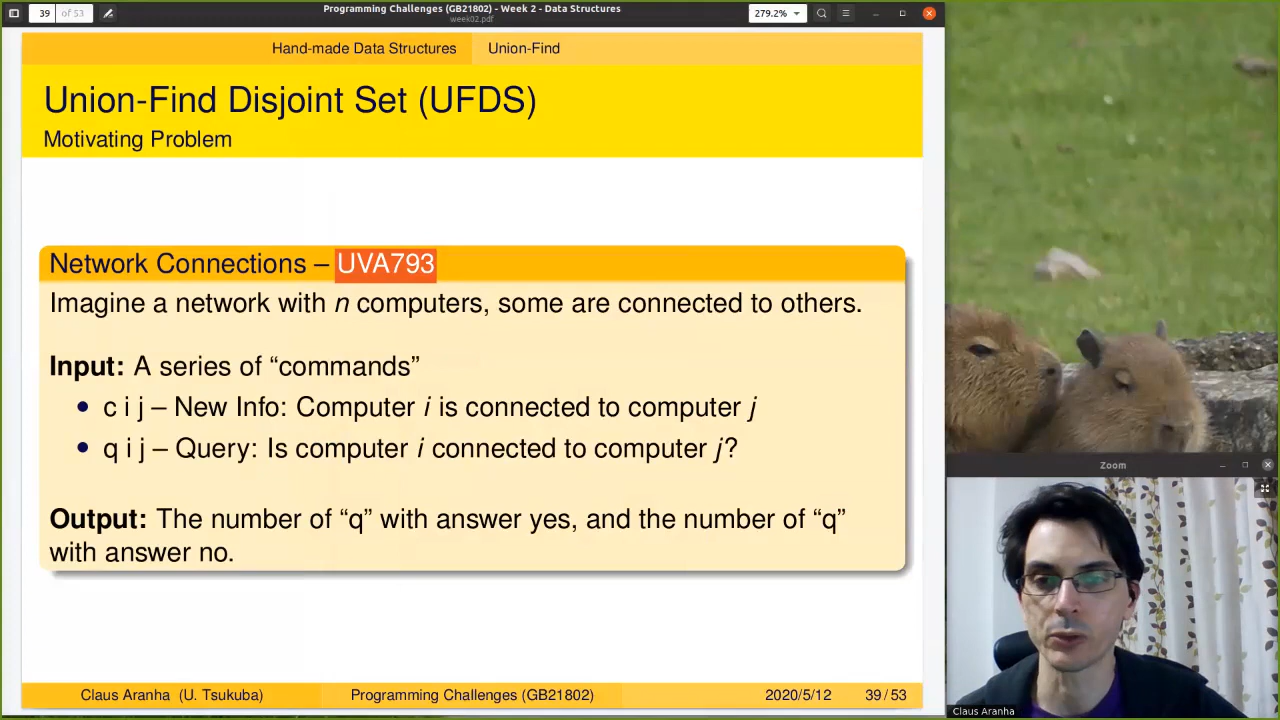 39 of 53
Programming Challenges (GB21802) - Week 2 - Data Structures
week02.pdf
279.2%
Hand-made Data Structures Union-Find
Union-Find Disjoint Set (UFDS)
Motivating Problem
Network Connections – UVA793
Imagine a network with n computers, some are connected to others.
Input: A series of “commands”
• c i j – New Info: Computer i is connected to computer j
• q i j – Query: Is computer i connected to computer j?
Output: The number of “q” with answer yes, and the number of “q”
with answer no.
Claus Aranha (U. Tsukuba) Programming Challenges (GB21802) 2020/5/12 39 / 53
Zoom
Claus Aranha